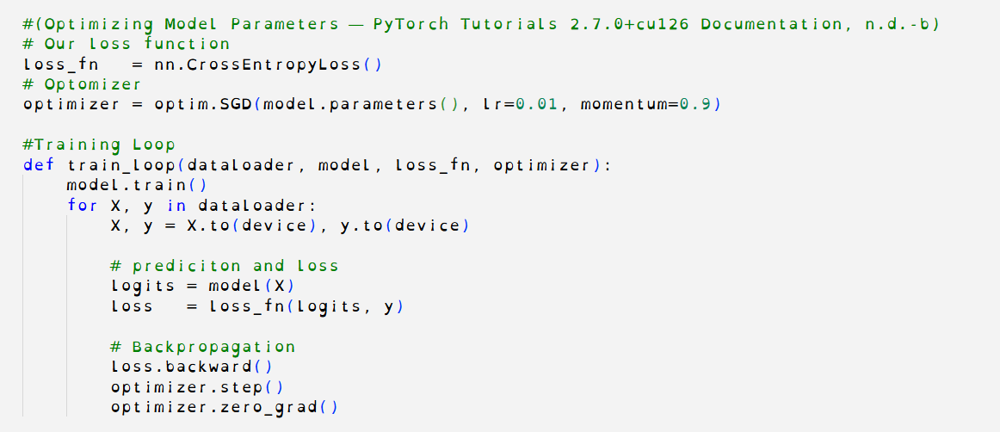 #(Optimizing Model Parameters — PyTorch Tutorials 2.7.0+cu126 Documentation, n.d.-b)
# Our loss function
loss_fn   = nn.CrossEntropyLoss()
# Optomizer
optimizer = optim.SGD(model.parameters(), lr=0.01, momentum=0.9)

#Training Loop
def train_loop(dataloader, model, loss_fn, optimizer):
    model.train()
    for X, y in dataloader:
        X, y = X.to(device), y.to(device)

        # prediciton and loss
        logits = model(X)
        loss   = loss_fn(logits, y)

        # Backpropagation
        loss.backward()
        optimizer.step()
        optimizer.zero_grad()